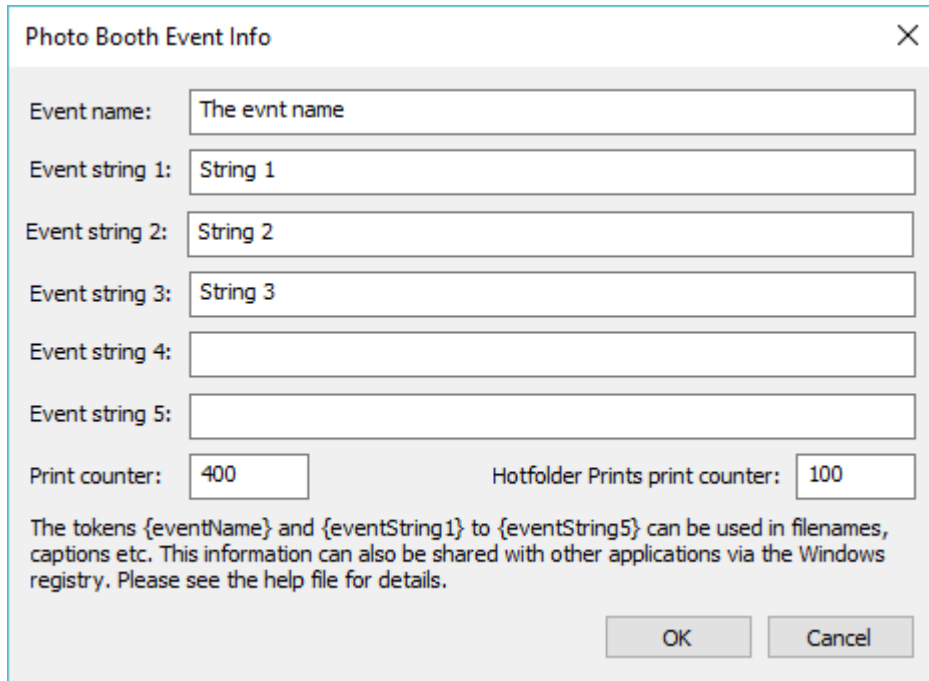 Photo Booth Event Info
Event name: The evnt name
Event string 1: String 1
Event string 2: String 2
Event string 3: String 3
Event string 4:
Event string 5:
Print counter: 400 Hotfolder Prints print counter: 100
The tokens {eventName} and {eventString1} to {eventString5} can be used in filenames,
captions etc. This information can also be shared with other applications via the Windows
registry. Please see the help file for details.
OK Cancel